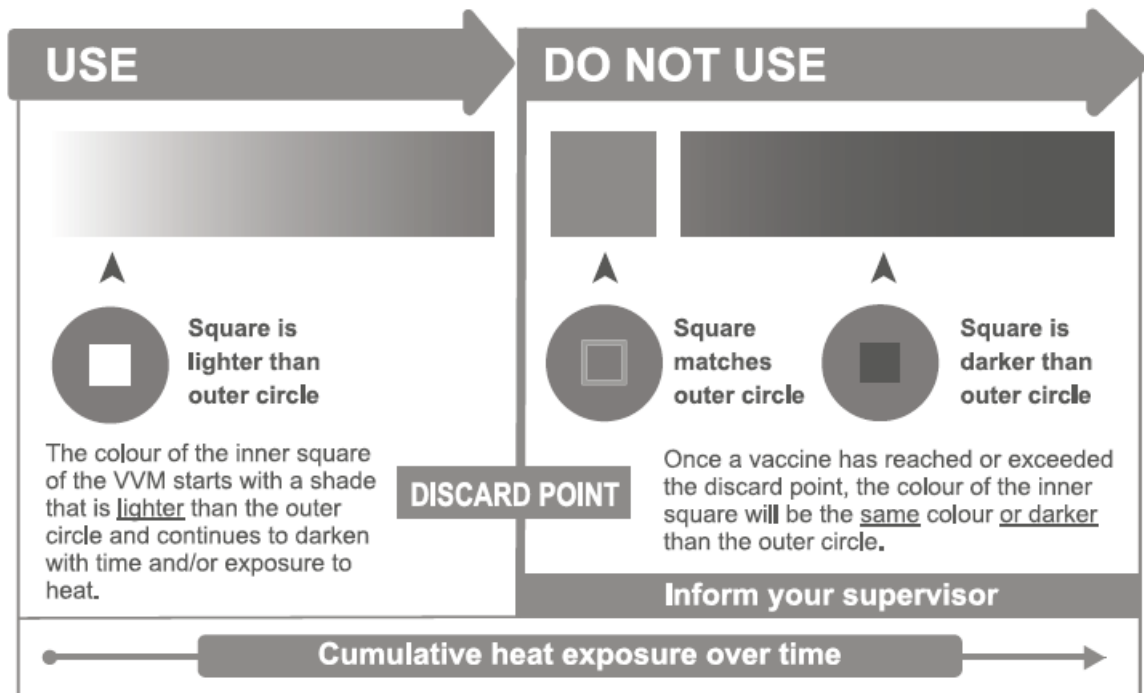 USE
DO NOT USE
Square is
lighter than
outer circle
Square
matches
outer circle
Square is
darker than
outer circle
The colour of the inner square
of the VVM starts with a shade
that is lighter than the outer
circle and continues to darken
with time and/or exposure to
heat.
DISCARD POINT
Once a vaccine has reached or exceeded
the discard point, the colour of the inner
square will be the same colour or darker
than the outer circle.
Inform your supervisor
Cumulative heat exposure over time